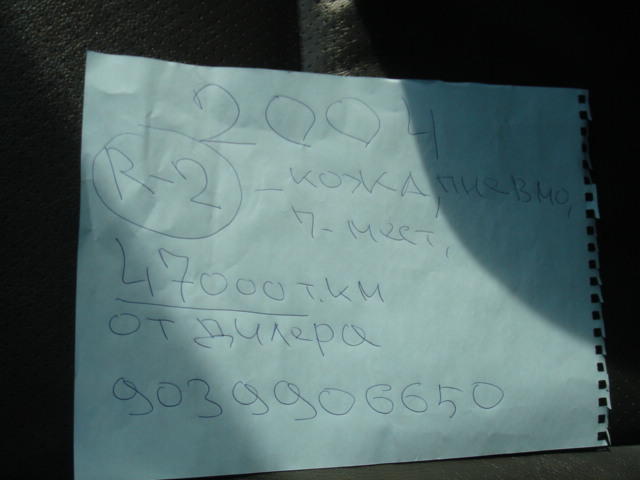 2004
R-2 - кожа, пневмо,
7-мест,
47000 т.км
от дилера
9039906650